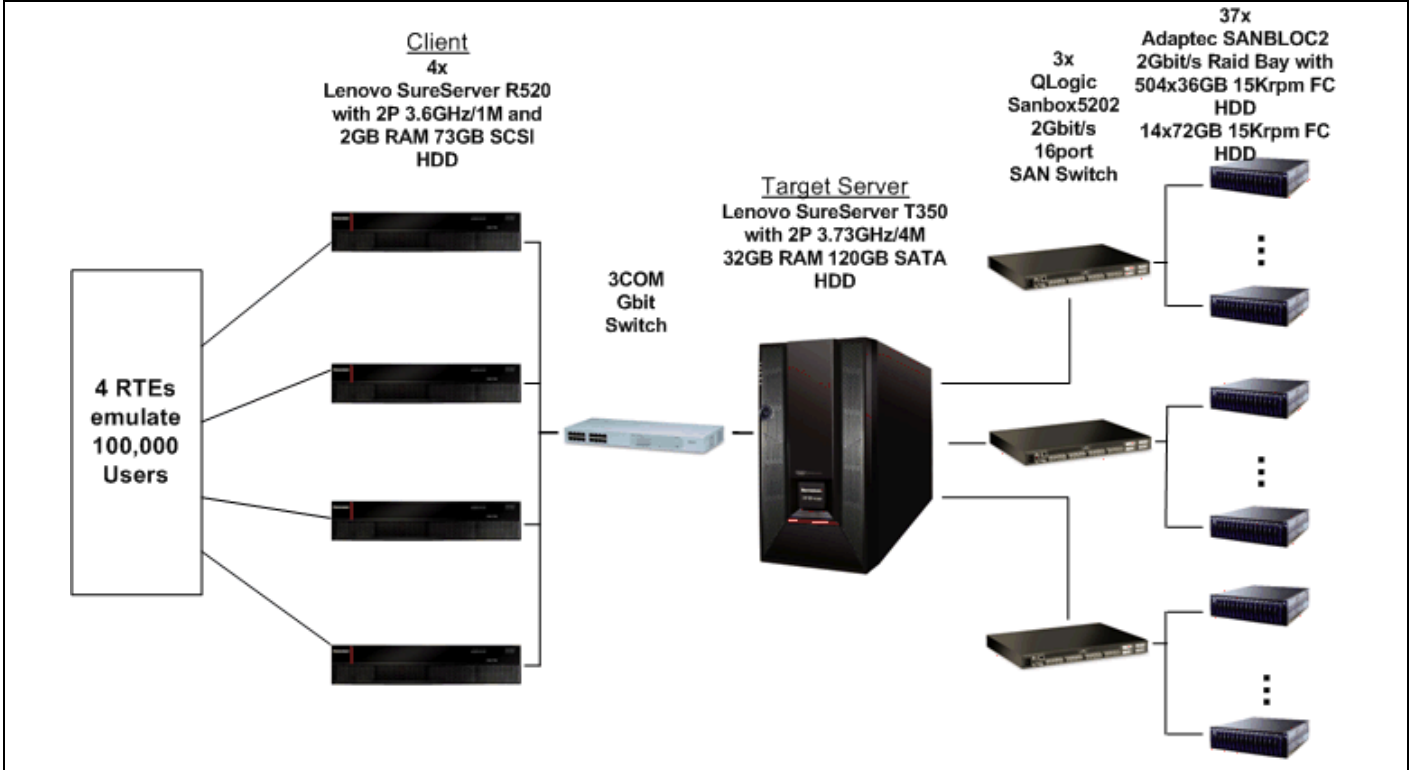 Client
4x
Lenovo SureServer R520
with 2P 3.6GHz/1M and
2GB RAM 73GB SCSI
HDD
4 RTEs
emulate
100,000
Users
3COM
Gbit
Switch
Target Server
Lenovo SureServer T350
with 2P 3.73GHz/4M
32GB RAM 120GB SATA
HDD
3x
QLogic
Sanbox5202
2Gbit/s
16port
SAN Switch
37x
Adaptec SANBLOC2
2Gbit/s Raid Bay with
504x36GB 15Krpm FC
HDD
14x72GB 15Krpm FC
HDD